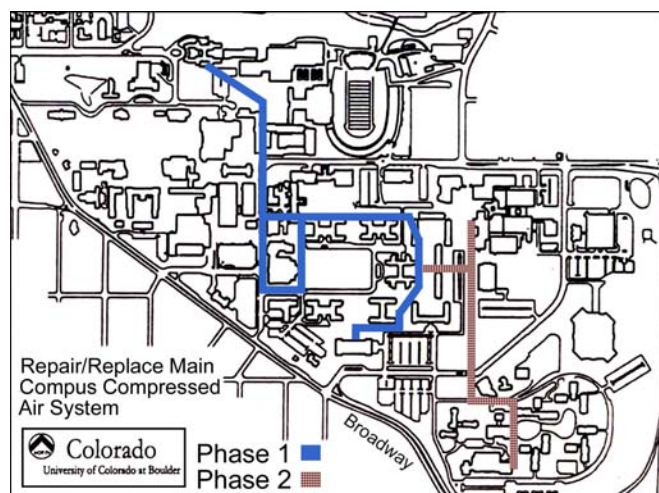 Repair/Replace Main
Compus Compressed
Air System
Broadway
Colorado
University of Colorado at Boulder
Phase 1
Phase 2